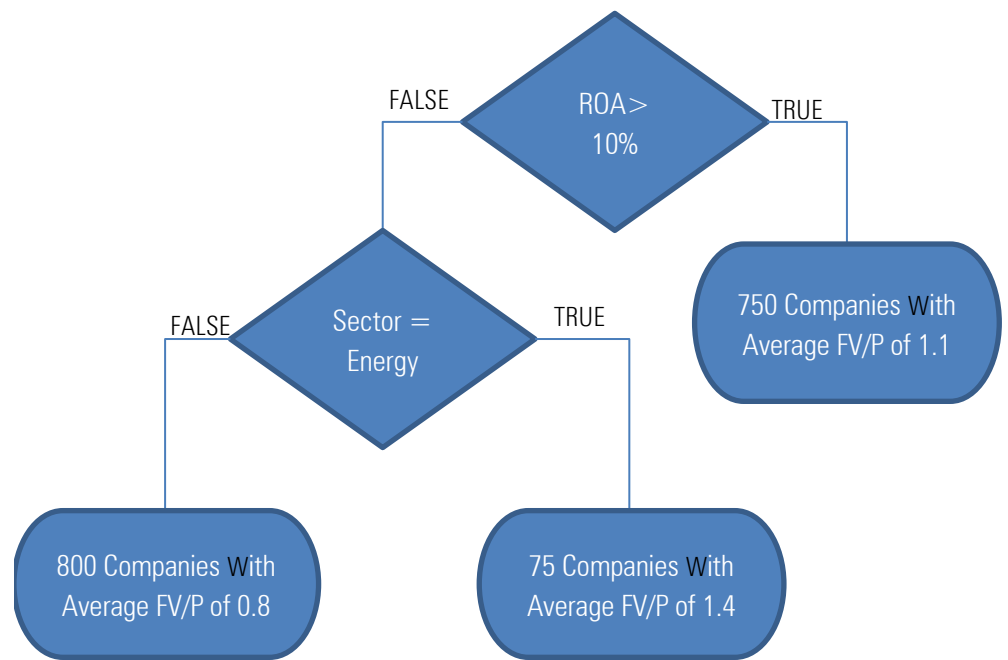 FALSE
ROA>
10%
TRUE
FALSE
Sector =
Energy
TRUE
750 Companies With
Average FV/P of 1.1
800 Companies With
Average FV/P of 0.8
75 Companies With
Average FV/P of 1.4